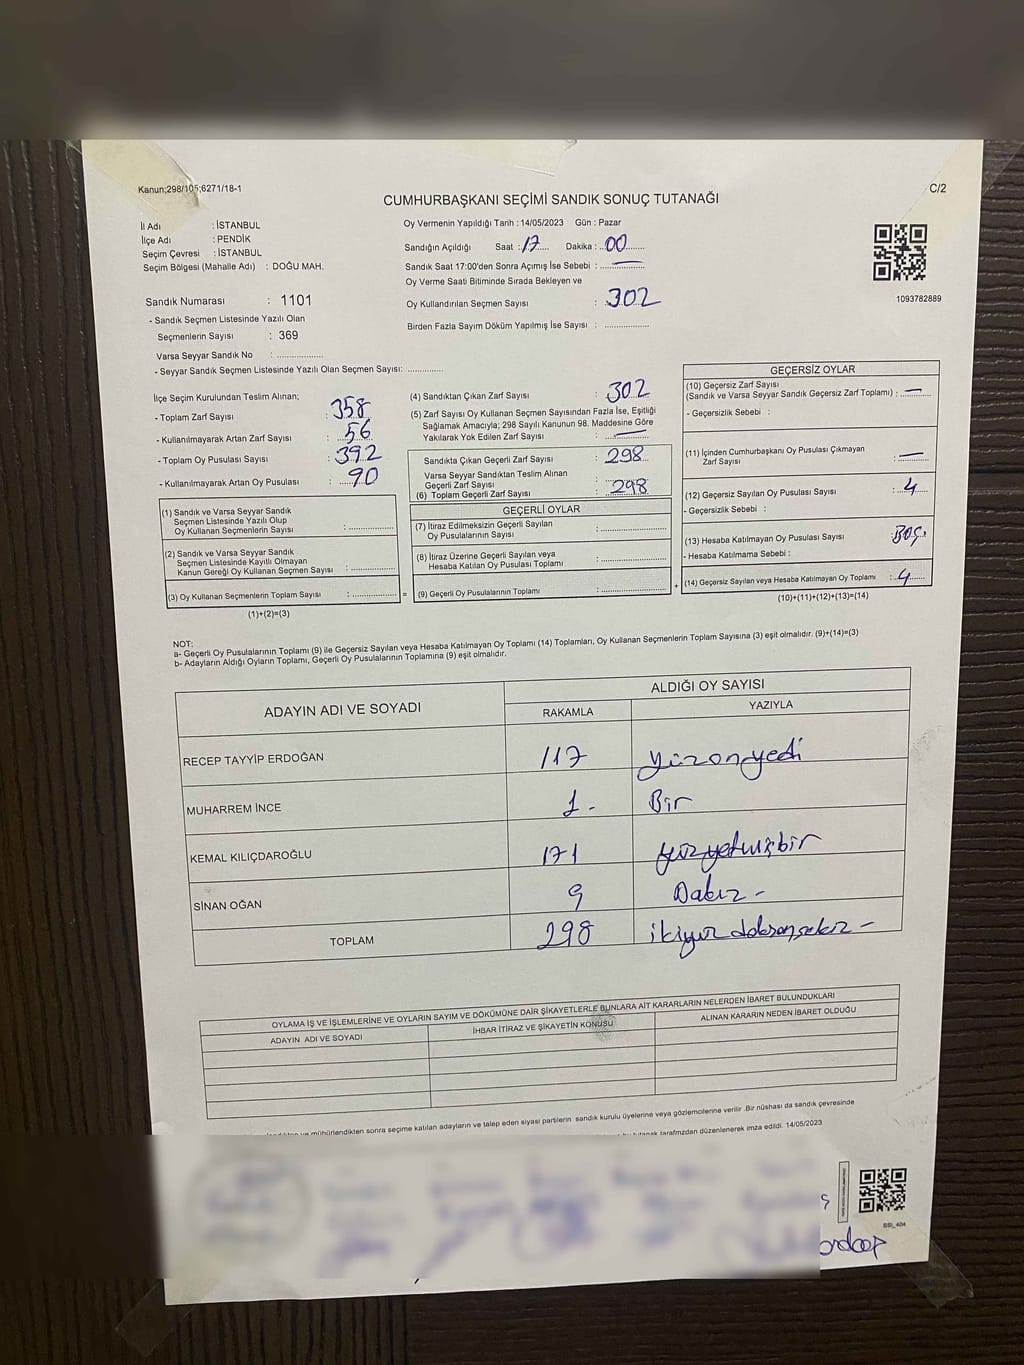 Kanun;298/105;6271/18-1
C/2
CUMHURBAŞKANI SEÇİMİ SANDIK SONUÇ TUTANAĞI
İl Adı : İSTANBUL
İlçe Adı : PENDİK
Seçim Çevresi : İSTANBUL
Seçim Bölgesi (Mahalle Adı) : DOĞU MAH.
Sandık Numarası : 1101
- Sandık Seçmen Listesinde Yazılı Olan
Seçmenlerin Sayısı : 369
Varsa Seyyar Sandık No : ....................
- Seyyar Sandık Seçmen Listesinde Yazılı Olan Seçmen Sayısı: ..............
Oy Vermenin Yapıldığı Tarih : 14/05/2023 Gün : Pazar
Sandığın Açıldığı Saat : 17 Dakika : 00
Sandık Saat 17:00'den Sonra Açımış İse Sebebi : —
Oy Verme Saati Bitiminde Sırada Bekleyen ve
Oy Kullandırılan Seçmen Sayısı : 302
Birden Fazla Sayım Döküm Yapılmış İse Sayısı : ..................
1093782889
İlçe Seçim Kurulundan Teslim Alınan;
- Toplam Zarf Sayısı : 358
- Kullanılmayarak Artan Zarf Sayısı : 56
- Toplam Oy Pusulası Sayısı : 392
- Kullanılmayarak Artan Oy Pusulası : 90
(1) Sandık ve Varsa Seyyar Sandık
Seçmen Listesinde Yazılı Olup
Oy Kullanan Seçmenlerin Sayısı : ..................
(2) Sandık ve Varsa Seyyar Sandık
Seçmen Listesinde Kayıtlı Olmayan
Kanun Gereği Oy Kullanan Seçmen Sayısı : ..................
(3) Oy Kullanan Seçmenlerin Toplam Sayısı : ..................
(1)+(2)=(3)
=
(4) Sandıktan Çıkan Zarf Sayısı : 302
(5) Zarf Sayısı Oy Kullanan Seçmen Sayısından Fazla İse, Eşitliği
Sağlamak Amacıyla; 298 Sayılı Kanunun 98. Maddesine Göre
Yakılarak Yok Edilen Zarf Sayısı : —
Sandıkta Çıkan Geçerli Zarf Sayısı : 298
Varsa Seyyar Sandıktan Teslim Alınan
Geçerli Zarf Sayısı :
(6) Toplam Geçerli Zarf Sayısı : 298
GEÇERLİ OYLAR
(7) İtiraz Edilmeksizin Geçerli Sayılan
Oy Pusulalarının Sayısı : ..................
(8) İtiraz Üzerine Geçerli Sayılan veya
Hesaba Katılan Oy Pusulası Toplamı : ..................
(9) Geçerli Oy Pusulalarının Toplamı : ..................
+
GEÇERSİZ OYLAR
(10) Geçersiz Zarf Sayısı
(Sandık ve Varsa Seyyar Sandık Geçersiz Zarf Toplamı) : —
- Geçersizlik Sebebi :
(11) İçinden Cumhurbaşkanı Oy Pusulası Çıkmayan
Zarf Sayısı : —
(12) Geçersiz Sayılan Oy Pusulası Sayısı : 4
- Geçersizlik Sebebi :
(13) Hesaba Katılmayan Oy Pusulası Sayısı Boş.
- Hesaba Katılmama Sebebi :
(14) Geçersiz Sayılan veya Hesaba Katılmayan Oy Toplamı : 4
(10)+(11)+(12)+(13)=(14)
NOT:
a- Geçerli Oy Pusulalarının Toplamı (9) ile Geçersiz Sayılan veya Hesaba Katılmayan Oy Toplamı (14) Toplamları, Oy Kullanan Seçmenlerin Toplam Sayısına (3) eşit olmalıdır. (9)+(14)=(3)
b- Adayların Aldığı Oyların Toplamı, Geçerli Oy Pusulalarının Toplamına (9) eşit olmalıdır.
ADAYIN ADI VE SOYADI ALDIĞI OY SAYISI
RAKAMLA YAZIYLA
RECEP TAYYİP ERDOĞAN 117 yüzonyedi
MUHARREM İNCE 1 - Bir
KEMAL KILIÇDAROĞLU 171 yüzyetmişbir
SİNAN OĞAN 9 Dokuz -
TOPLAM 298 ikiyüz doksansekiz -
OYLAMA İŞ VE İŞLEMLERİNE VE OYLARIN SAYIM VE DÖKÜMÜNE DAİR ŞİKAYETLERLE BUNLARA AİT KARARLARIN NELERDEN İBARET BULUNDUKLARI
ADAYIN ADI VE SOYADI İHBAR İTİRAZ VE ŞİKAYETİN KONUSU ALINAN KARARIN NEDEN İBARET OLDUĞU
ve mühürlendikten sonra seçime katılan adayların ve talep eden siyasi partilerin sandık kurulu üyelerine veya gözlemcilerine verilir .Bir nüshası da sandık çevresinde
tutanak tarafımızdan düzenlenerek imza edildi. 14/05/2023